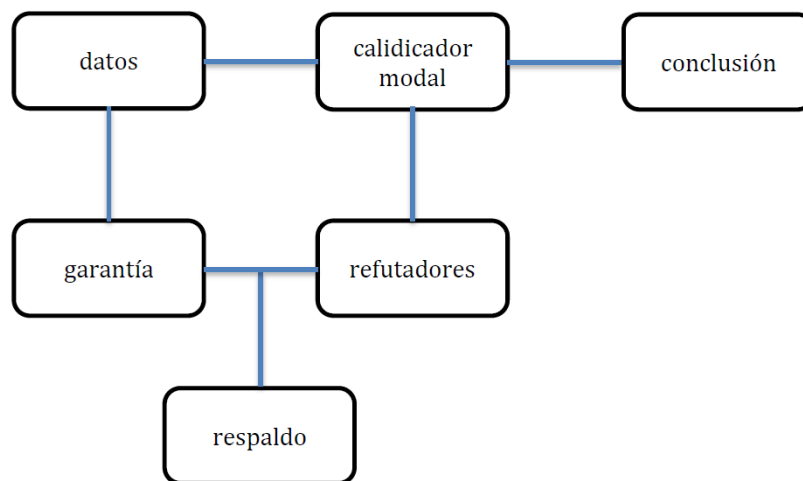 datos
calidicador
modal
conclusión
garantía
refutadores
respaldo